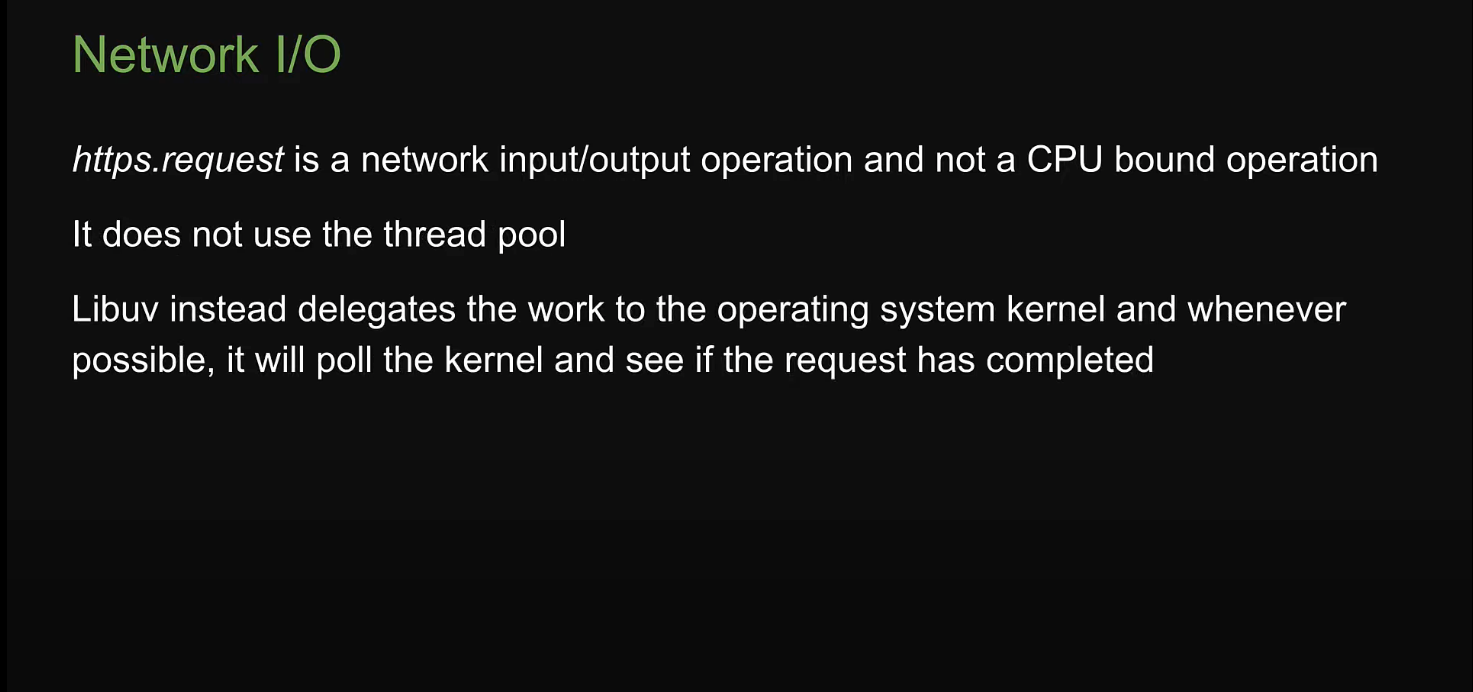 Network I/O
https.request is a network input/output operation and not a CPU bound operation
It does not use the thread pool
Libuv instead delegates the work to the operating system kernel and whenever
possible, it will poll the kernel and see if the request has completed